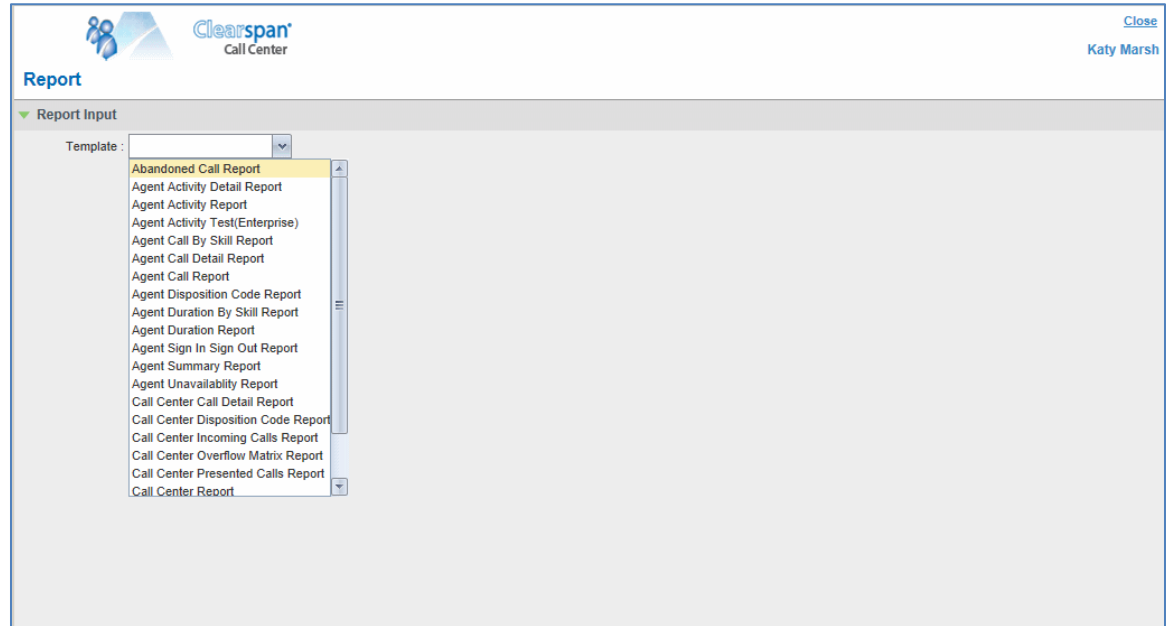 Close
Clearspan
Call Center
Katy Marsh
Report
Report Input
Template :
Abandoned Call Report
Agent Activity Detail Report
Agent Activity Report
Agent Activity Test(Enterprise)
Agent Call By Skill Report
Agent Call Detail Report
Agent Call Report
Agent Disposition Code Report
Agent Duration By Skill Report
Agent Duration Report
Agent Sign In Sign Out Report
Agent Summary Report
Agent Unavailablity Report
Call Center Call Detail Report
Call Center Disposition Code Report
Call Center Incoming Calls Report
Call Center Overflow Matrix Report
Call Center Presented Calls Report
Call Center Report